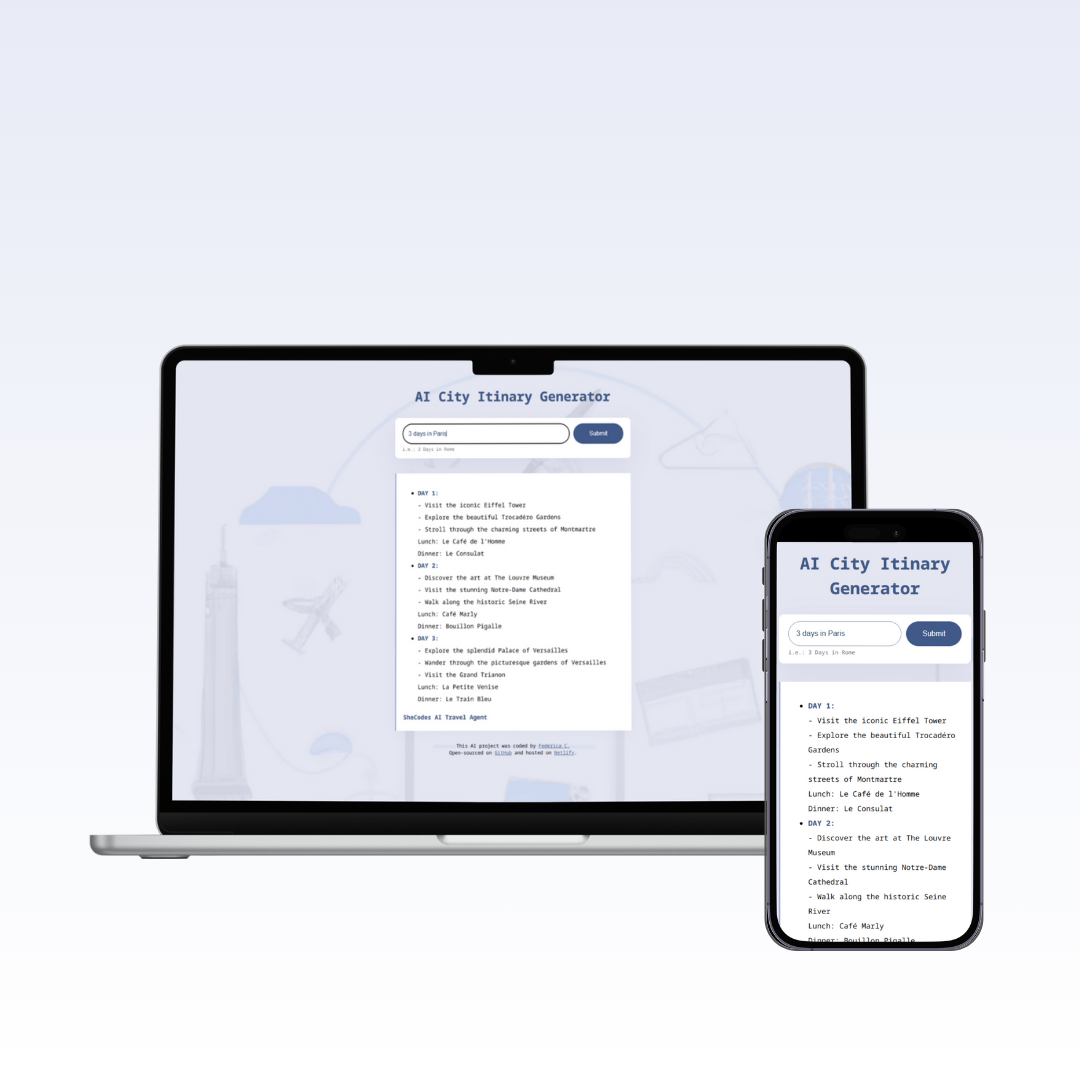 AI City Itinary Generator
3 days in Paris
Submit
i.e.: 3 Days in Rome
• DAY 1:
- Visit the iconic Eiffel Tower
- Explore the beautiful Trocadéro Gardens
- Stroll through the charming streets of Montmartre
Lunch: Le Café de l'Homme
Dinner: Le Consulat
• DAY 2:
- Discover the art at The Louvre Museum
- Visit the stunning Notre-Dame Cathedral
- Walk along the historic Seine River
Lunch: Café Marly
Dinner: Bouillon Pigalle
• DAY 3:
- Explore the splendid Palace of Versailles
- Wander through the picturesque gardens of Versailles
- Visit the Grand Trianon
Lunch: La Petite Venise
Dinner: Le Train Bleu
SheCodes AI Travel Agent
This AI project was coded by Federica C.
Open-sourced on GitHub and hosted on Netlify.
AI City Itinary
Generator
3 days in Paris
Submit
i.e.: 3 Days in Rome
• DAY 1:
- Visit the iconic Eiffel Tower
- Explore the beautiful Trocadéro
Gardens
- Stroll through the charming
streets of Montmartre
Lunch: Le Café de l'Homme
Dinner: Le Consulat
• DAY 2:
- Discover the art at The Louvre
Museum
- Visit the stunning Notre-Dame
Cathedral
- Walk along the historic Seine
River
Lunch: Café Marly
Dinner: Bouillon Pigalle